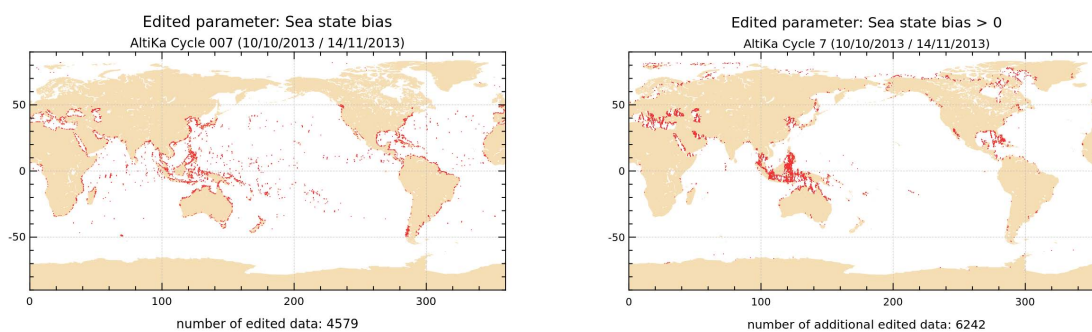 Edited parameter: Sea state bias
AltiKa Cycle 007 (10/10/2013 / 14/11/2013)
50
0
-50
0
100
200
300
number of edited data: 4579
Edited parameter: Sea state bias > 0
AltiKa Cycle 7 (10/10/2013 / 14/11/2013)
50
0
-50
0
100
200
300
number of additional edited data: 6242